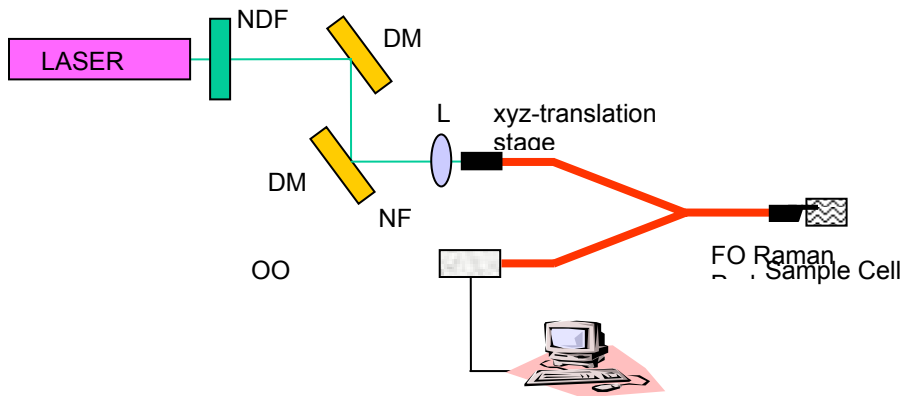 NDF
DM
LASER
L
xyz-translation
stage
DM
NF
FO Raman
OO
Sample Cell